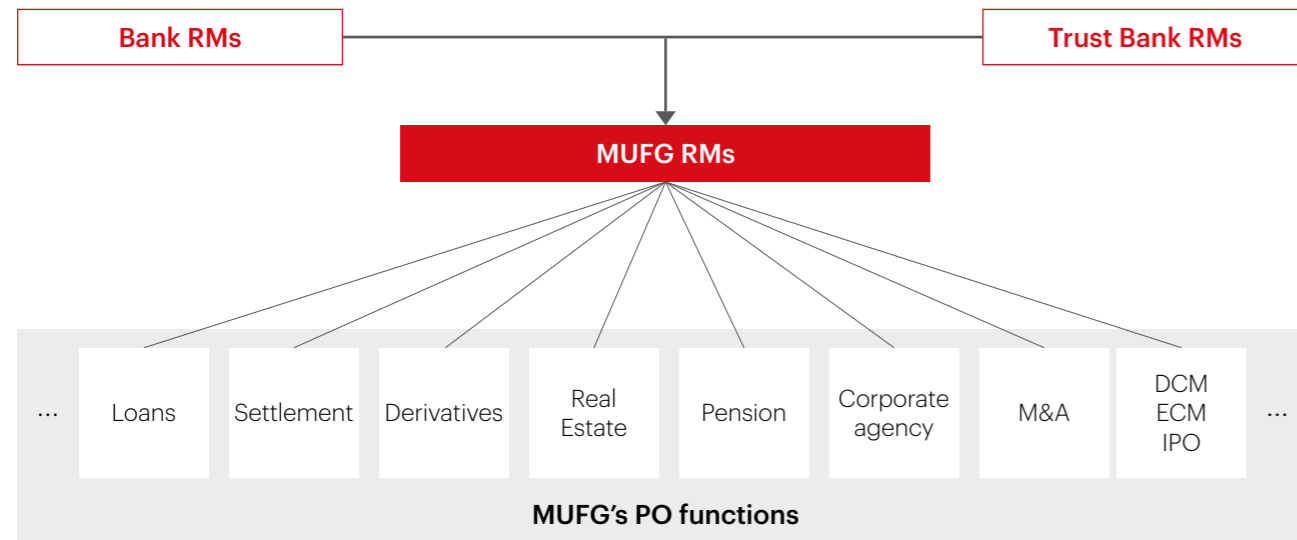 Bank RMs
Trust Bank RMs
MUFG RMs
...
Loans
Settlement
Derivatives
Real
Estate
Pension
Corporate
agency
M&A
DCM
ECM
IPO
...
MUFG’s PO functions